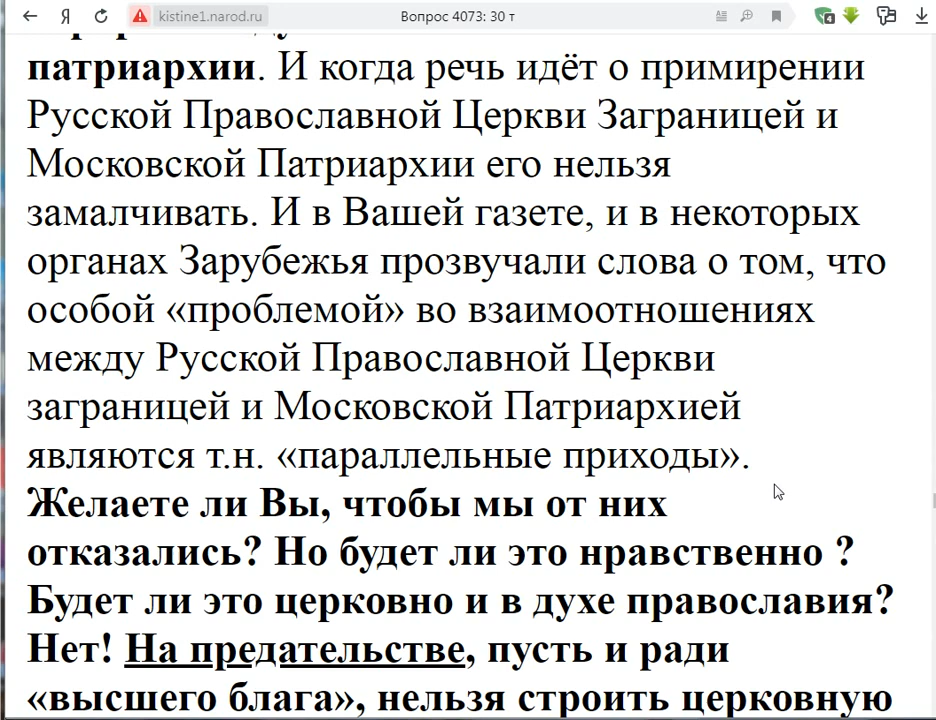 Я kistine1.narod.ru Вопрос 4073: 30 т 4
патриархии. И когда речь идёт о примирении
Русской Православной Церкви Заграницей и
Московской Патриархии его нельзя
замалчивать. И в Вашей газете, и в некоторых
органах Зарубежья прозвучали слова о том, что
особой «проблемой» во взаимоотношениях
между Русской Православной Церкви
заграницей и Московской Патриархией
являются т.н. «параллельные приходы».
Желаете ли Вы, чтобы мы от них
отказались? Но будет ли это нравственно ?
Будет ли это церковно и в духе православия?
Нет! На предательстве, пусть и ради
«высшего блага», нельзя строить церковную